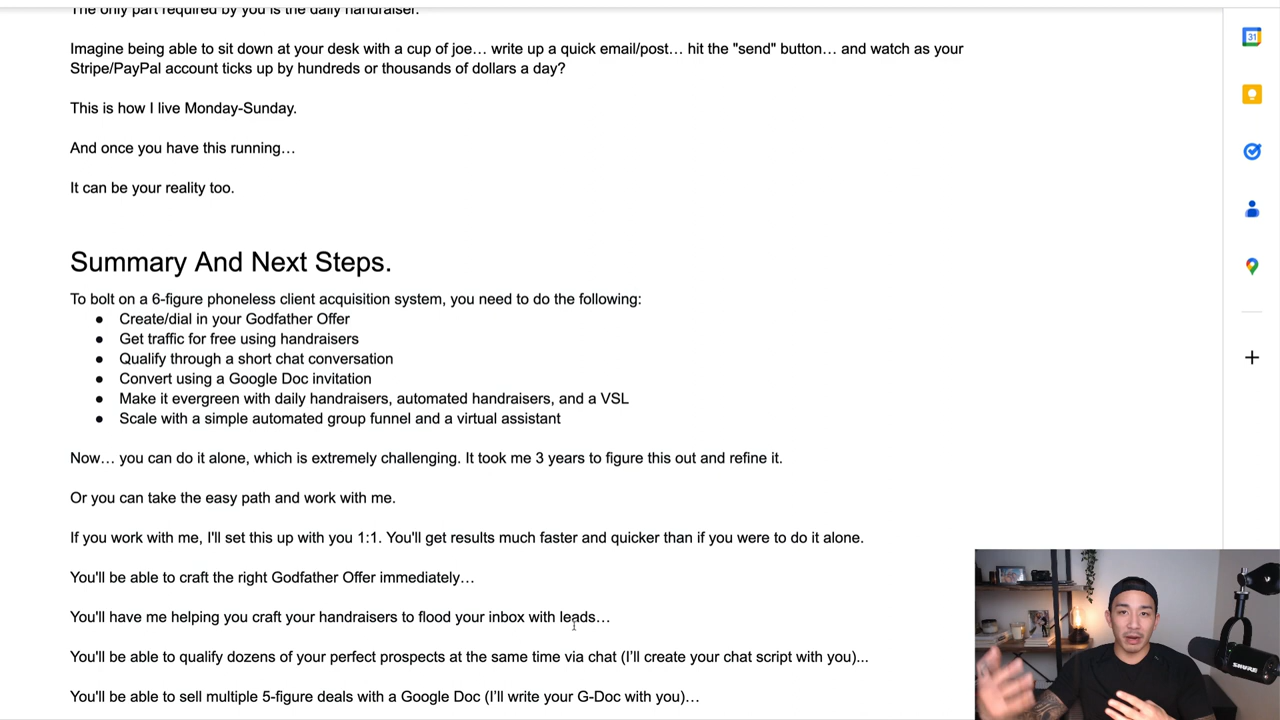 The only part required by you is the daily handraiser.
Imagine being able to sit down at your desk with a cup of joe… write up a quick email/post… hit the "send" button… and watch as your
Stripe/PayPal account ticks up by hundreds or thousands of dollars a day?
This is how I live Monday-Sunday.
And once you have this running…
It can be your reality too.
Summary And Next Steps.
To bolt on a 6-figure phoneless client acquisition system, you need to do the following:
● Create/dial in your Godfather Offer
● Get traffic for free using handraisers
● Qualify through a short chat conversation
● Convert using a Google Doc invitation
● Make it evergreen with daily handraisers, automated handraisers, and a VSL
● Scale with a simple automated group funnel and a virtual assistant
Now… you can do it alone, which is extremely challenging. It took me 3 years to figure this out and refine it.
Or you can take the easy path and work with me.
If you work with me, I'll set this up with you 1:1. You'll get results much faster and quicker than if you were to do it alone.
You'll be able to craft the right Godfather Offer immediately…
You'll have me helping you craft your handraisers to flood your inbox with leads…
You'll be able to qualify dozens of your perfect prospects at the same time via chat (I'll create your chat script with you)...
You'll be able to sell multiple 5-figure deals with a Google Doc (I'll write your G-Doc with you)…
31
SHURE